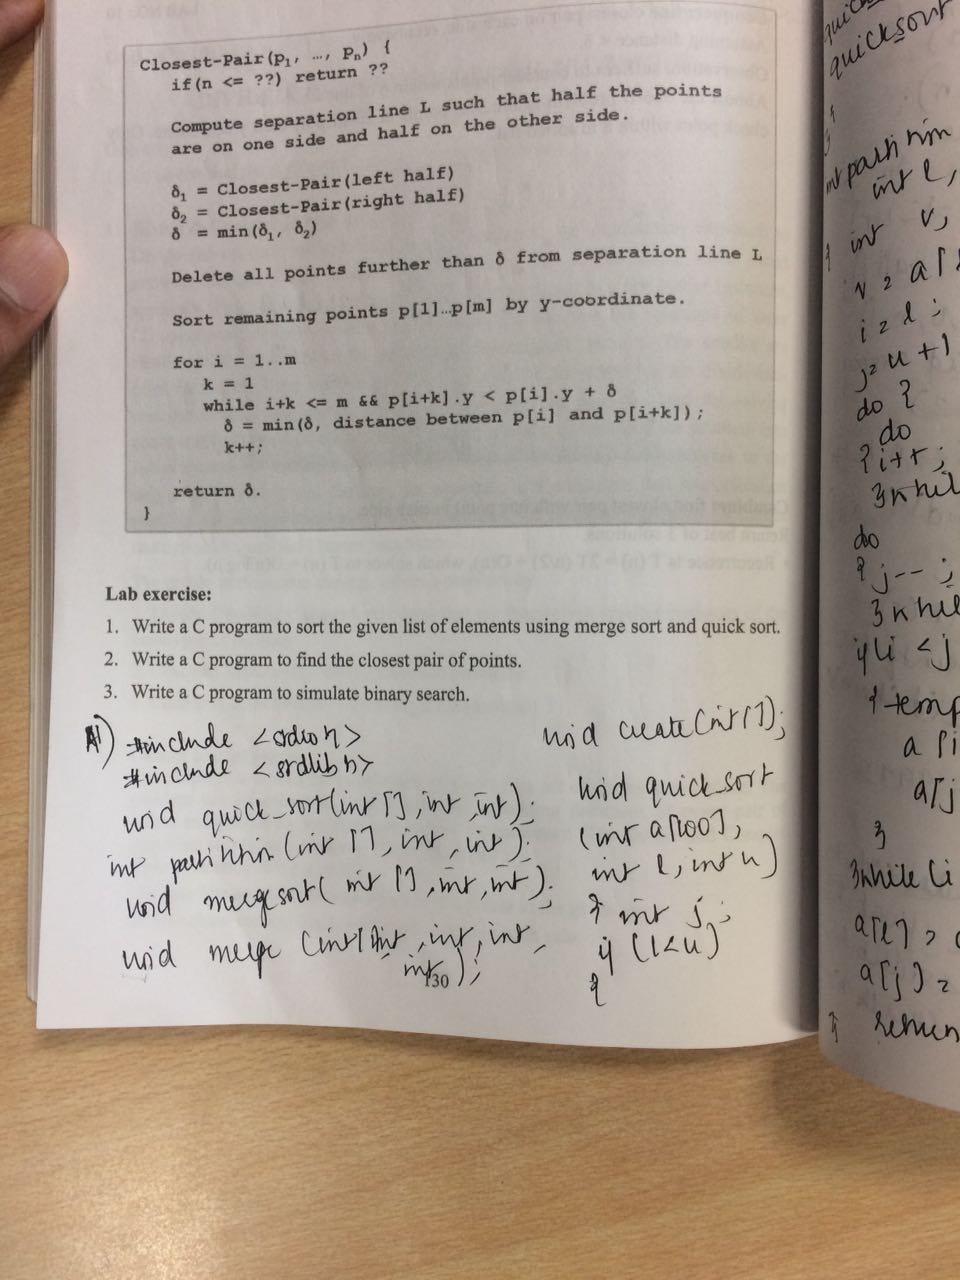 Closest-Pair(p1, …, pn) {
if(n <= ??) return ??
Compute separation line L such that half the points
are on one side and half on the other side.
δ1 = Closest-Pair(left half)
δ2 = Closest-Pair(right half)
δ = min(δ1, δ2)
Delete all points further than δ from separation line L
Sort remaining points p[1]…p[m] by y-coordinate.
for i = 1..m
k = 1
while i+k <= m && p[i+k].y < p[i].y + δ
δ = min(δ, distance between p[i] and p[i+k]);
k++;
return δ.
}
Lab exercise:
1. Write a C program to sort the given list of elements using merge sort and quick sort.
2. Write a C program to find the closest pair of points.
3. Write a C program to simulate binary search.
A1) #include <stdio h>
#include <stdlib h>
void quick_sort(int [], int, int);
int partition (int [], int, int);
void mergesort( int [], int, int);
void merge (int[] int, int, int,
int);
130
void create(int[]);
void quick_sort
(int a[100],
int l, int u)
{ int j;
if (l<u)
{
quicksort
int partition
int l,
{ int v,
v = a[
i = l;
j = u+1
do {
do
{ i++;
} whil
do
{ j--;
} whil
if(i <j
{ temp
a [i
a[j
}
} while (i
a[l] =
a[j] =
return